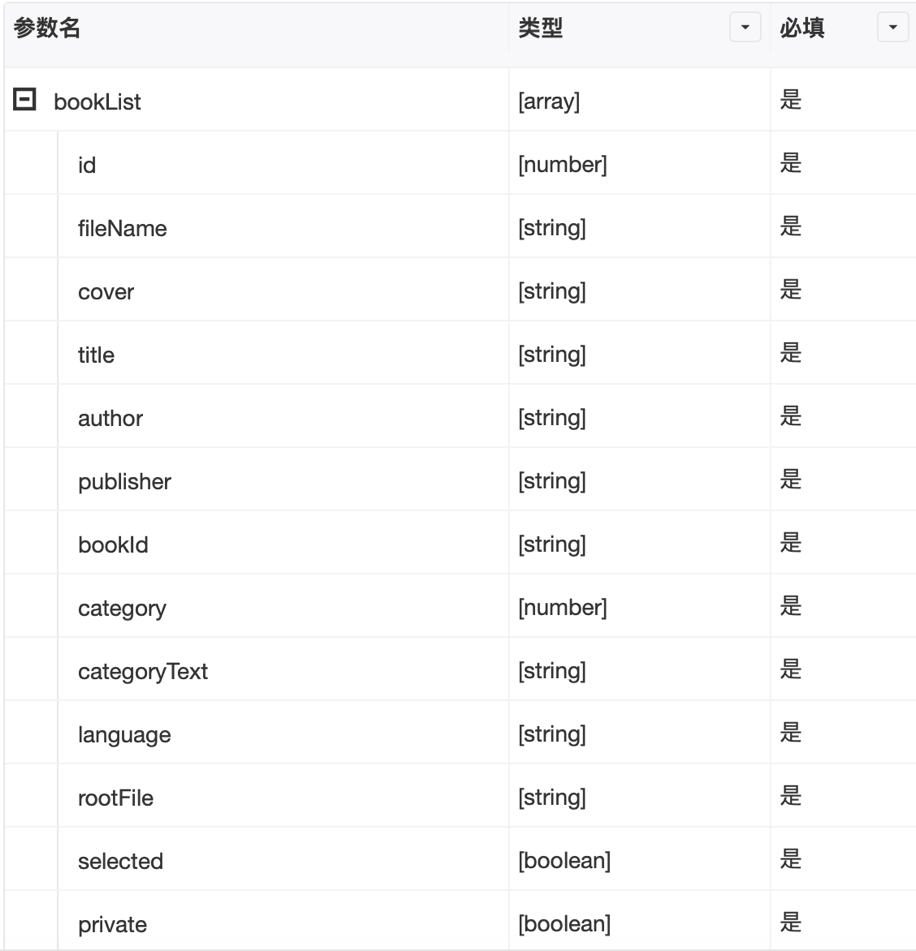 参数名 类型 必填
bookList [array] 是
id [number] 是
fileName [string] 是
cover [string] 是
title [string] 是
author [string] 是
publisher [string] 是
bookId [string] 是
category [number] 是
categoryText [string] 是
language [string] 是
rootFile [string] 是
selected [boolean] 是
private [boolean] 是